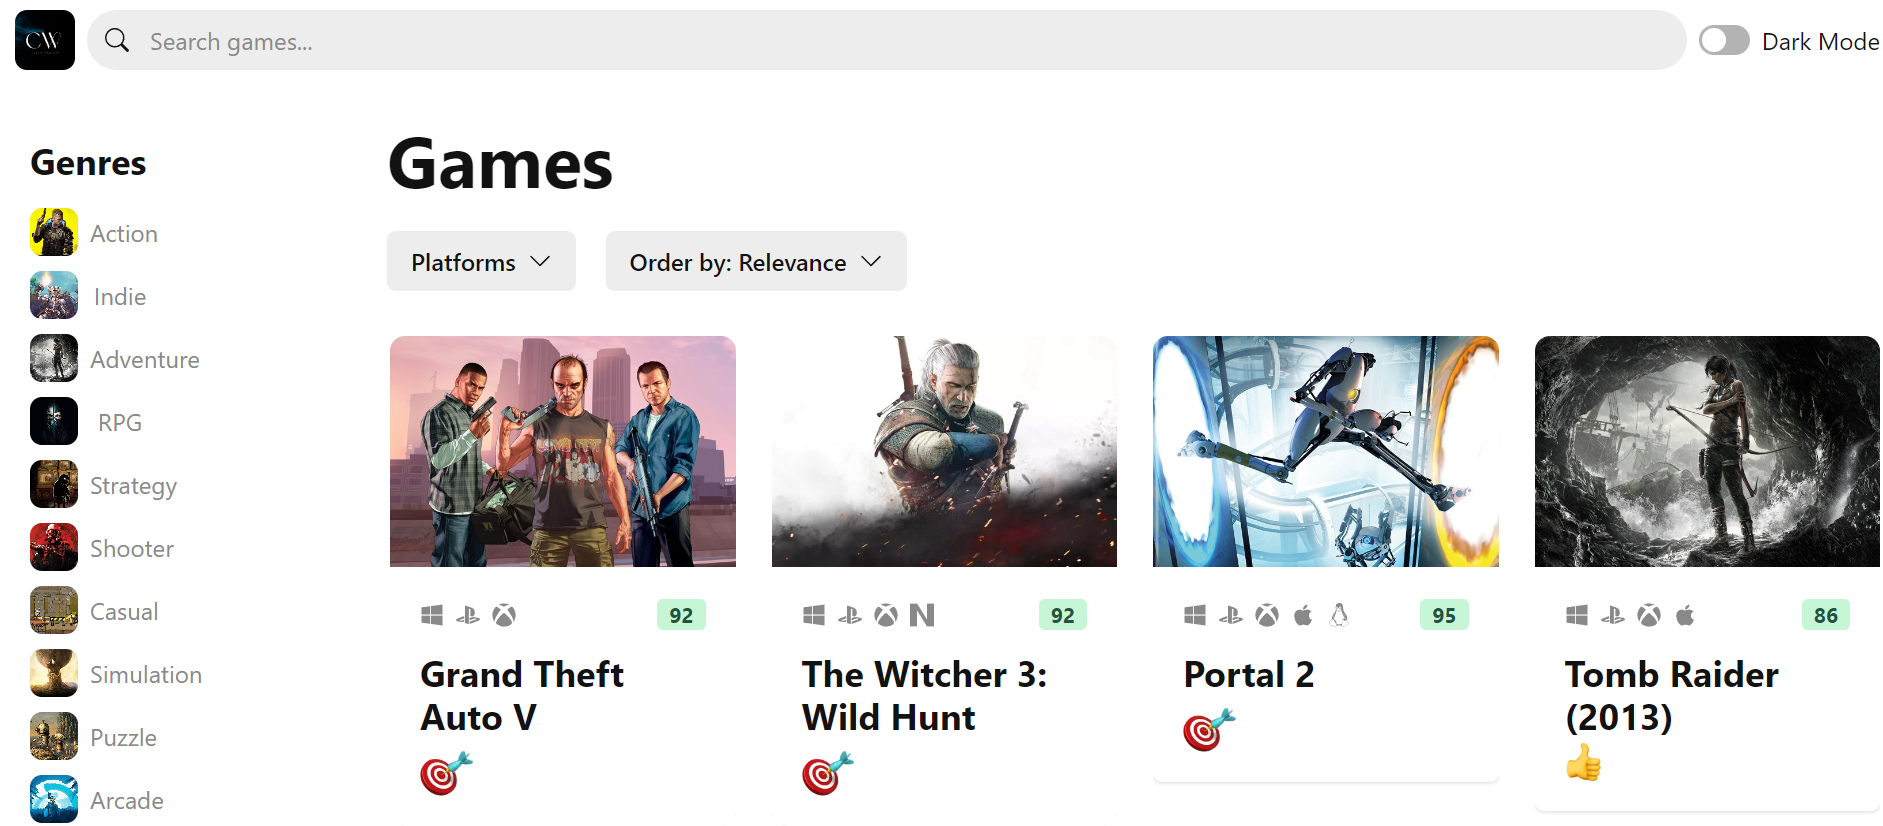 CW
Search games...
Dark Mode
Genres
Action
Indie
Adventure
RPG
Strategy
Shooter
Casual
Simulation
Puzzle
Arcade
Games
Platforms
Order by: Relevance
92
Grand Theft
Auto V
92
The Witcher 3:
Wild Hunt
95
Portal 2
86
Tomb Raider
(2013)